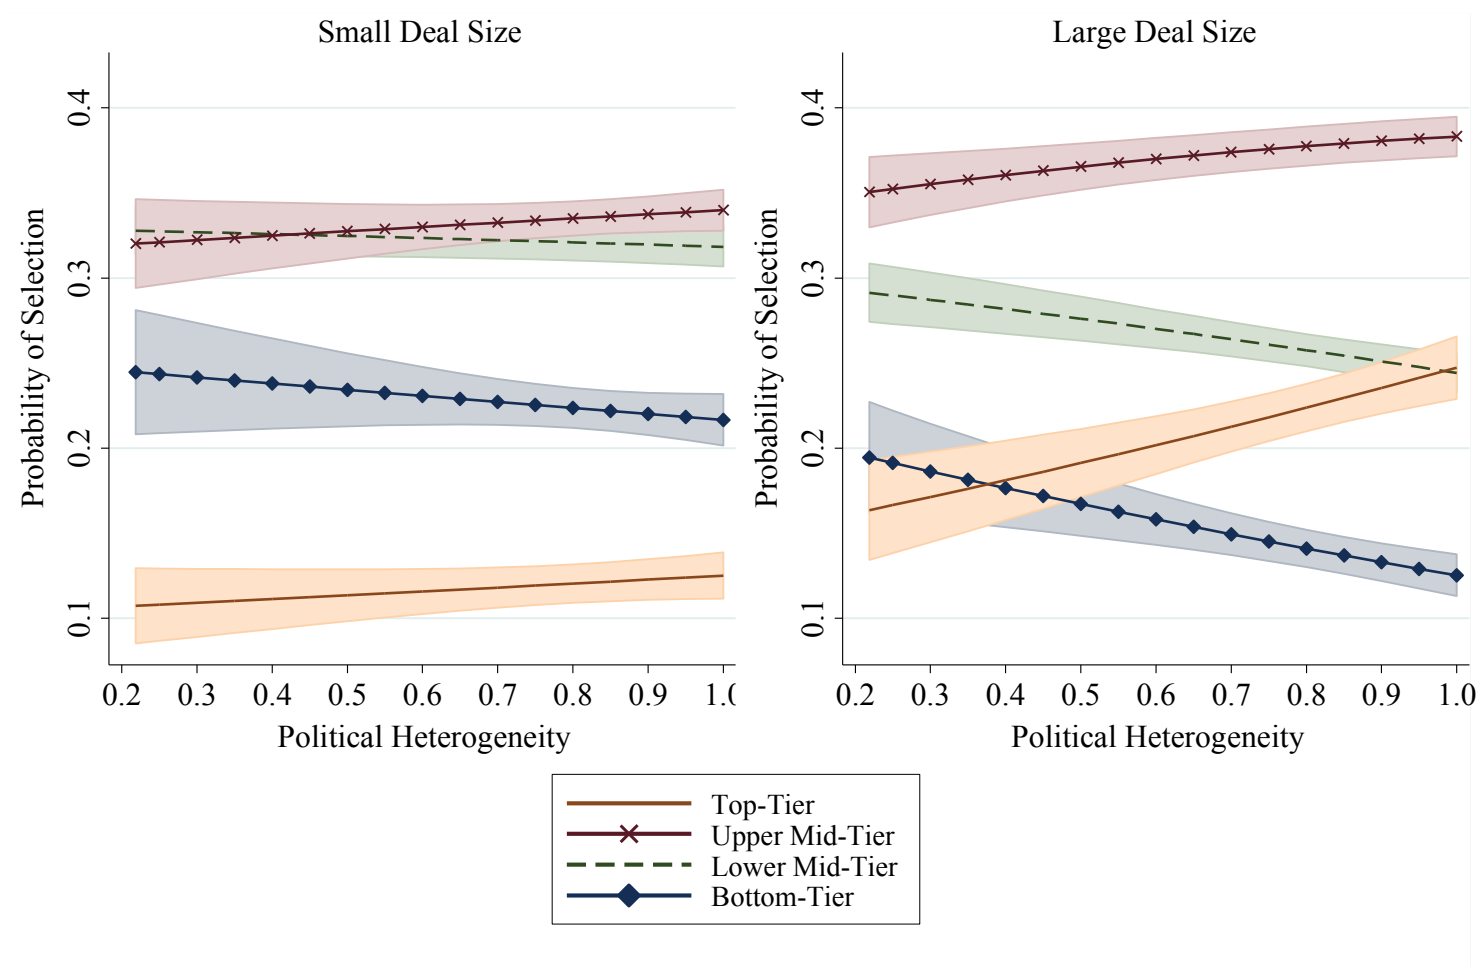 Small Deal Size
Probability of Selection
0.4
0.3
0.2
0.1
0.2 0.3 0.4 0.5 0.6 0.7 0.8 0.9 1.0
Political Heterogeneity
Large Deal Size
Probability of Selection
0.4
0.3
0.2
0.1
0.2 0.3 0.4 0.5 0.6 0.7 0.8 0.9 1.0
Political Heterogeneity
Top-Tier
Upper Mid-Tier
Lower Mid-Tier
Bottom-Tier